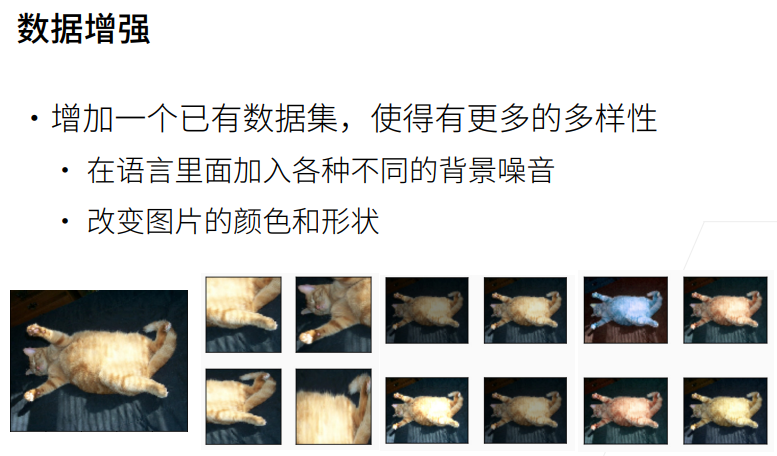 数据增强
• 增加一个已有数据集，使得有更多的多样性
• 在语言里面加入各种不同的背景噪音
• 改变图片的颜色和形状